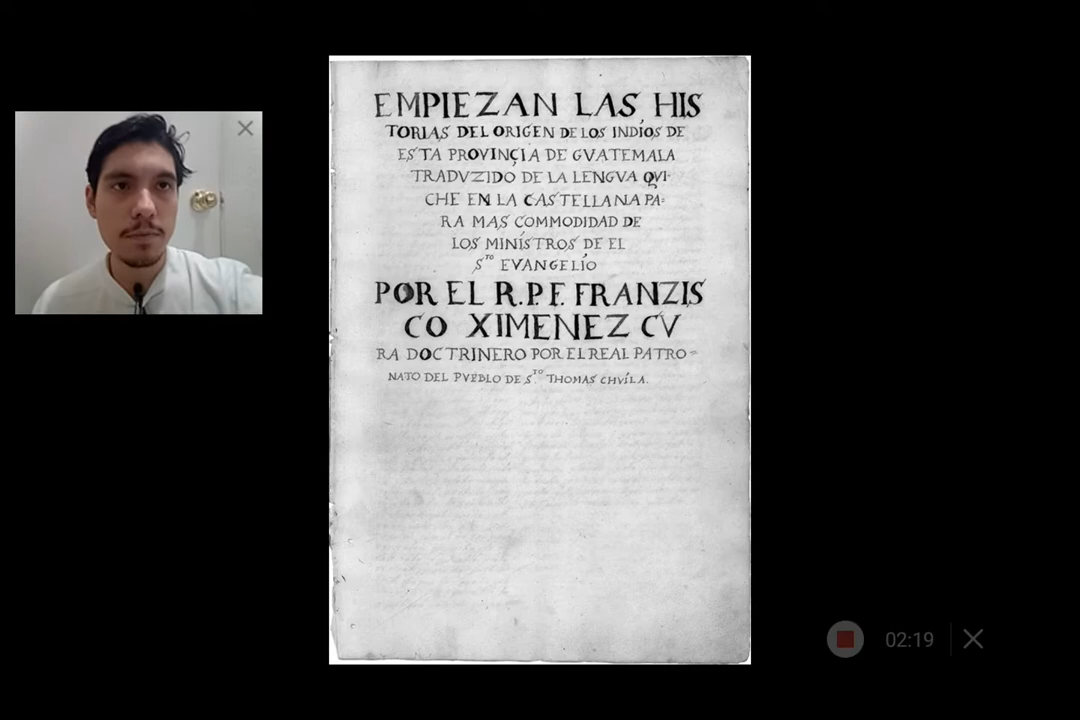 EMPIEZAN LAS HIS
TORIAS DEL ORIGEN DE LOS INDIOS DE
ESTA PROVINÇIA DE GVATEMALA
TRADVZIDO DE LA LENGVA QVI-
CHE EN LA CASTELLANA PA-
RA MAS COMMODIDAD DE
LOS MINISTROS DE EL
S.TO EVANGELIO
POR EL R.P.F. FRANZIS
CO XIMENEZ CV
RA DOCTRINERO POR EL REAL PATRO-
NATO DEL PVEBLO DE S.TO THOMAS CHVILA.
02:19